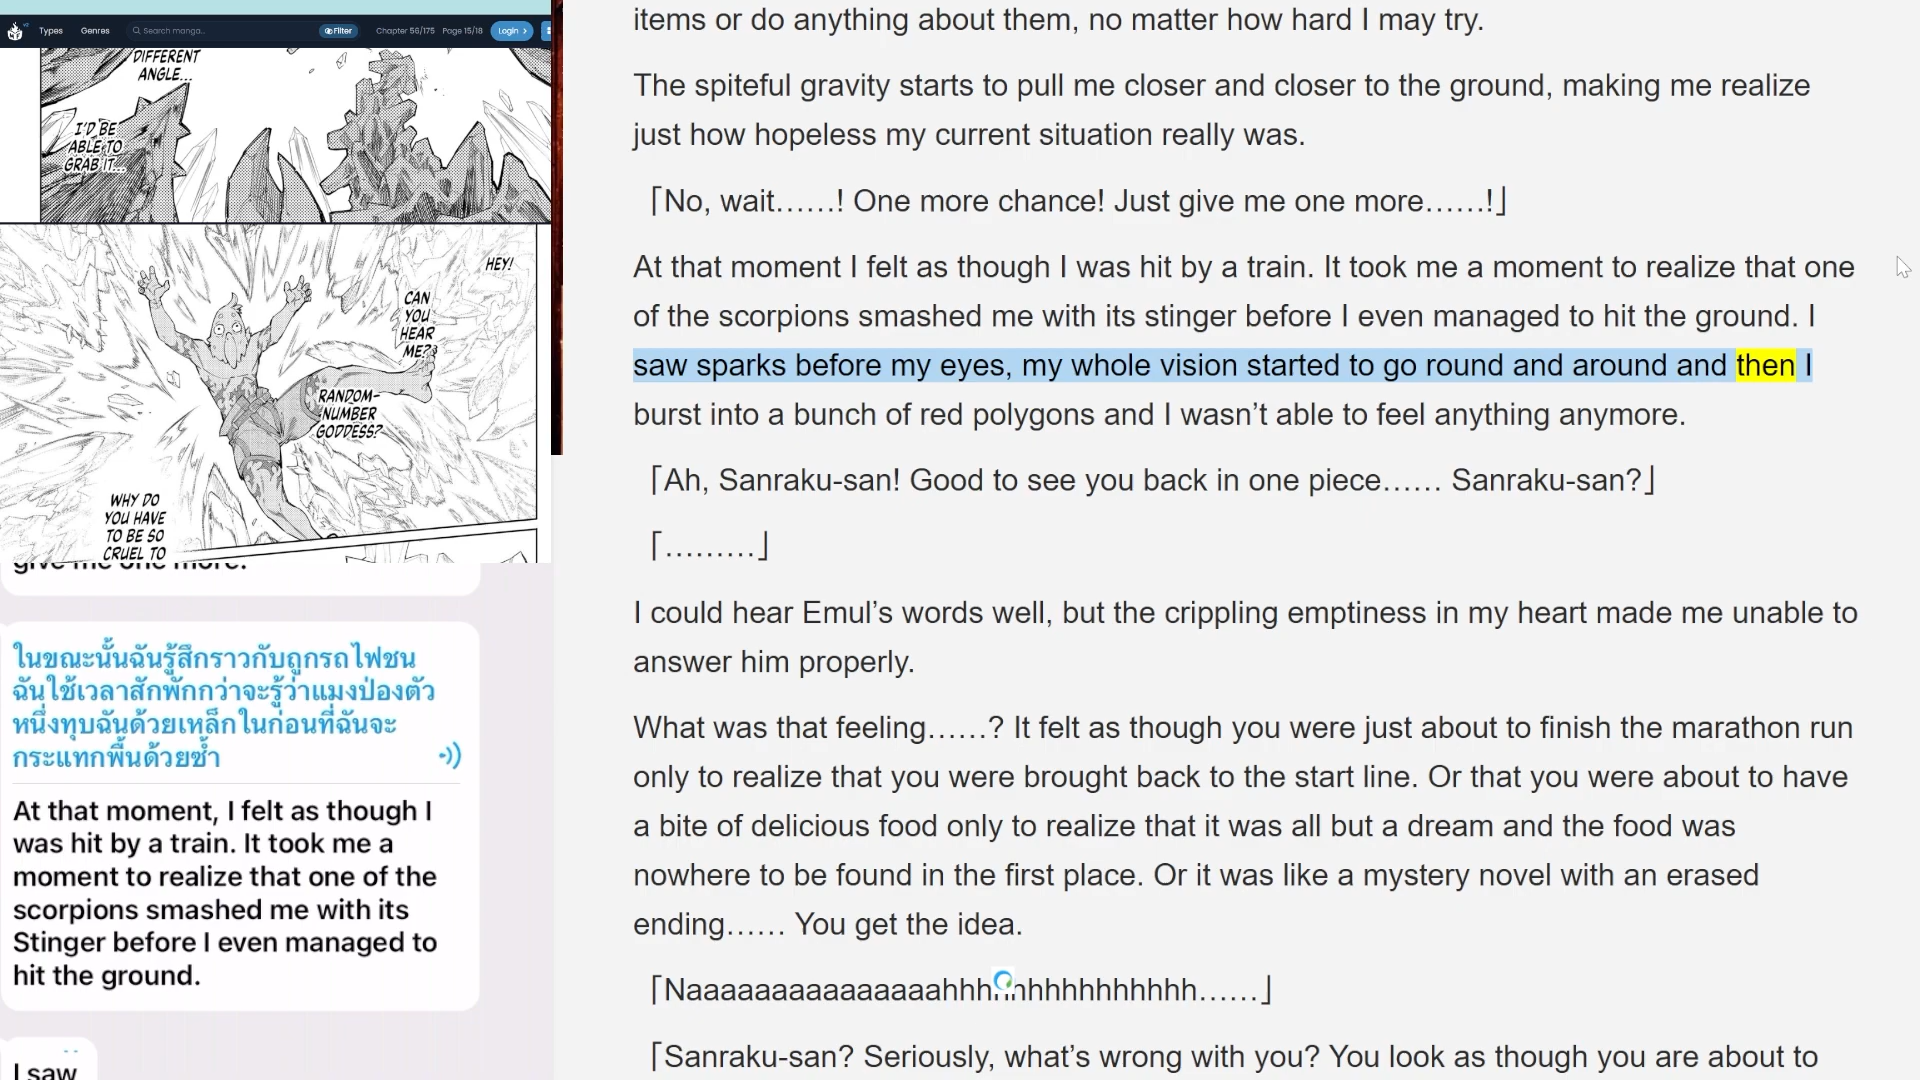 Types Genres Search manga... Filter Chapter 56/175 Page 15/18 Login
DIFFERENT
ANGLE...
I'D BE
ABLE TO
GRAB IT...
HEY!
CAN
YOU
HEAR
ME?
RANDOM-
NUMBER
GODDESS?
WHY DO
YOU HAVE
TO BE SO
CRUEL TO
give me one more.
ในขณะนั้นฉันรู้สึกราวกับถูกรถไฟชน
ฉันใช้เวลาสักพักกว่าจะรู้ว่าแมงป่องตัว
หนึ่งทุบฉันด้วยเหล็กในก่อนที่ฉันจะ
กระแทกพื้นด้วยซ้ำ
At that moment, I felt as though I
was hit by a train. It took me a
moment to realize that one of the
scorpions smashed me with its
Stinger before I even managed to
hit the ground.
I saw
items or do anything about them, no matter how hard I may try.
The spiteful gravity starts to pull me closer and closer to the ground, making me realize
just how hopeless my current situation really was.
「No, wait……! One more chance! Just give me one more……!」
At that moment I felt as though I was hit by a train. It took me a moment to realize that one
of the scorpions smashed me with its stinger before I even managed to hit the ground. I
saw sparks before my eyes, my whole vision started to go round and around and then I
burst into a bunch of red polygons and I wasn’t able to feel anything anymore.
「Ah, Sanraku-san! Good to see you back in one piece…… Sanraku-san?」
「………」
I could hear Emul’s words well, but the crippling emptiness in my heart made me unable to
answer him properly.
What was that feeling……? It felt as though you were just about to finish the marathon run
only to realize that you were brought back to the start line. Or that you were about to have
a bite of delicious food only to realize that it was all but a dream and the food was
nowhere to be found in the first place. Or it was like a mystery novel with an erased
ending…… You get the idea.
「Naaaaaaaaaaaaaaahhhhhhhhhhhhhhh……」
「Sanraku-san? Seriously, what’s wrong with you? You look as though you are about to